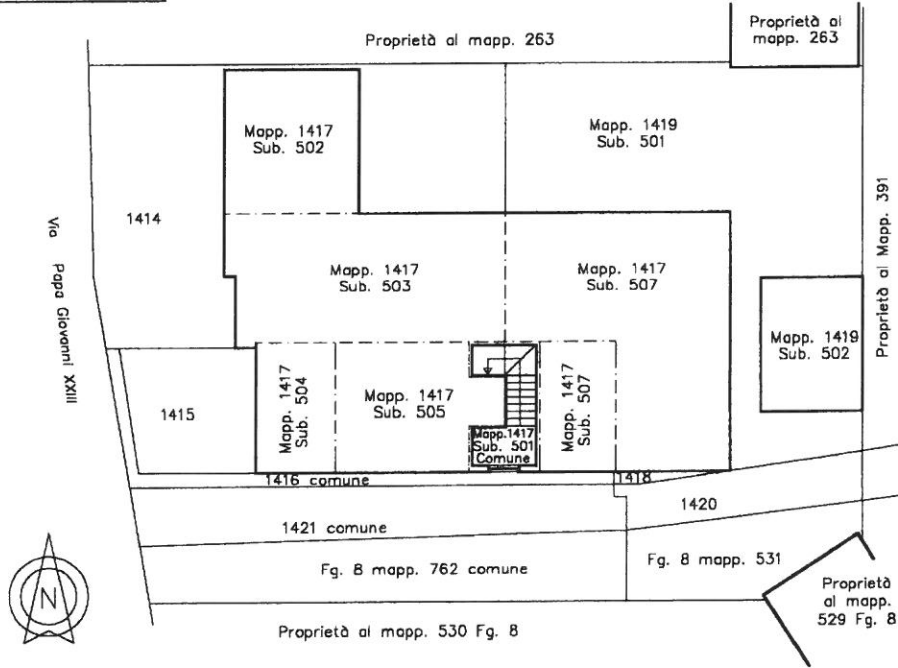 Proprietà al mapp. 263
Proprietà al
mapp. 263
Mapp. 1417
Sub. 502
Mapp. 1419
Sub. 501
1414
Via Papa Giovanni XXIII
Proprietà al Mapp. 391
Mapp. 1417
Sub. 503
Mapp. 1417
Sub. 507
Mapp. 1419
Sub. 502
1415
Mapp. 1417
Sub. 504
Mapp. 1417
Sub. 505
Mapp. 1417
Sub. 507
Mapp.1417
Sub. 501
Comune
1416 comune
1418
1420
1421 comune
Fg. 8 mapp. 762 comune
Fg. 8 mapp. 531
Proprietà
al mapp.
529 Fg. 8
N
Proprietà al mapp. 530 Fg. 8